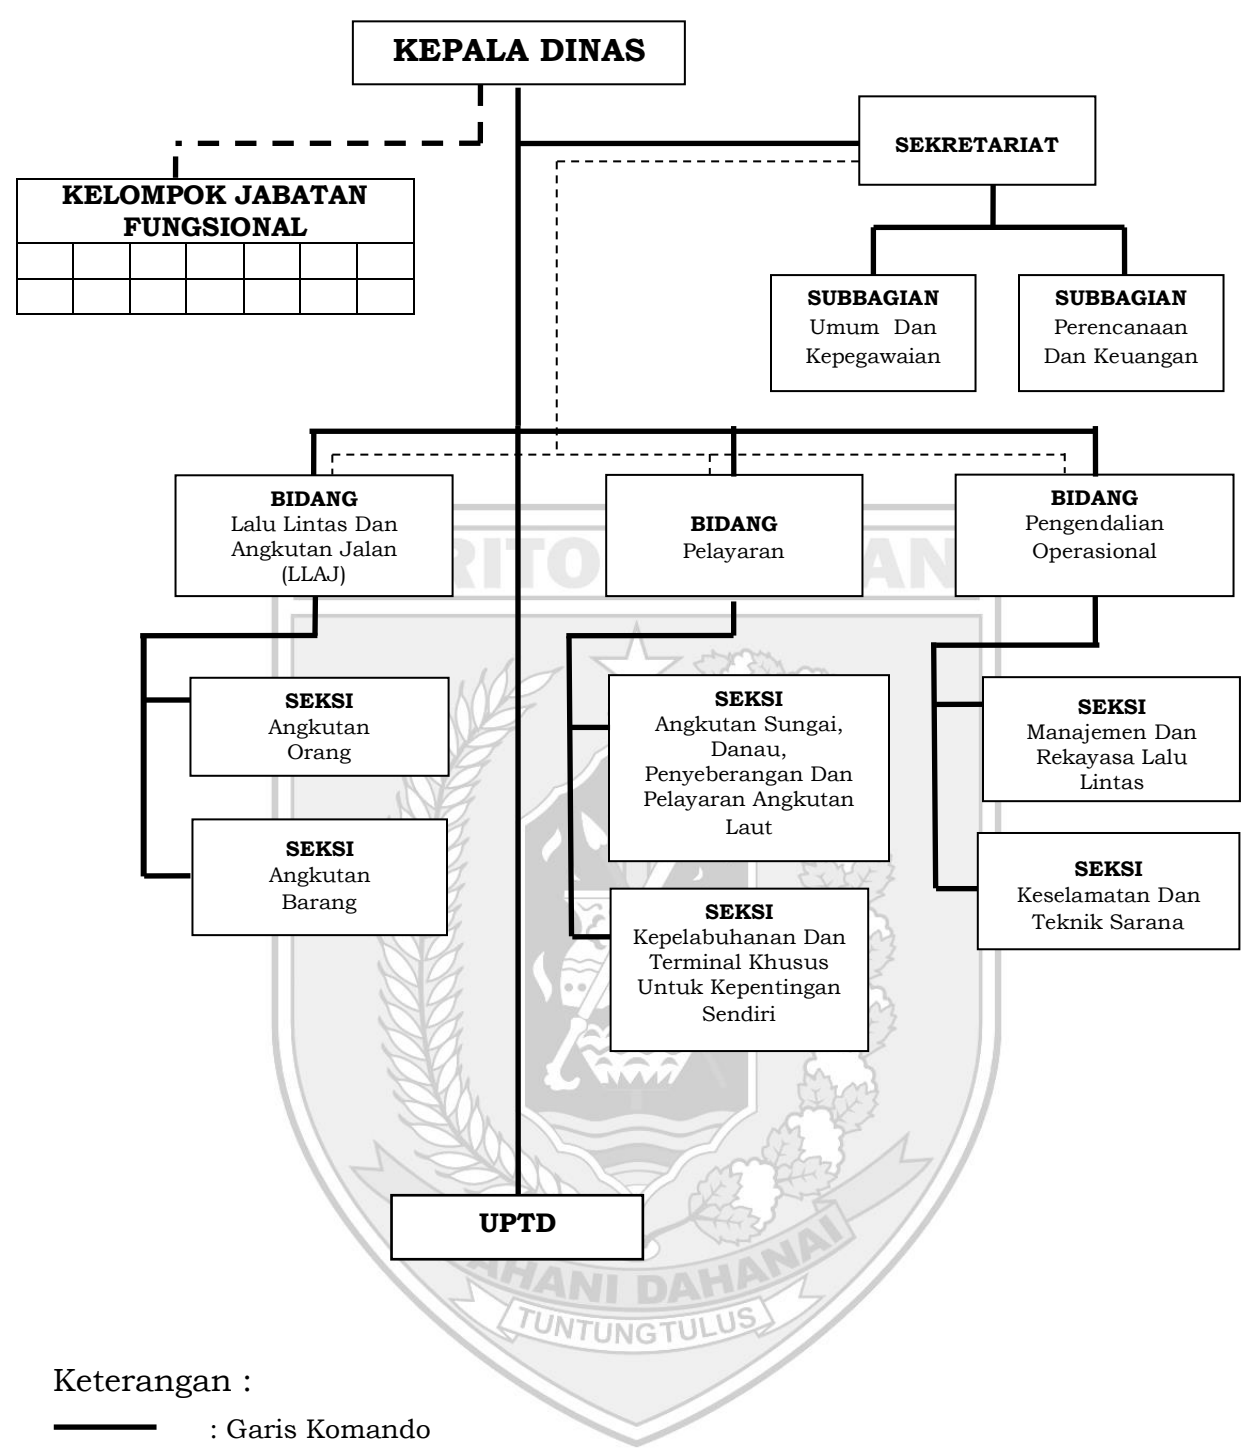 KEPALA DINAS
SEKRETARIAT
KELOMPOK JABATAN
FUNGSIONAL
SUBBAGIAN
Umum Dan
Kepegawaian
SUBBAGIAN
Perencanaan
Dan Keuangan
BIDANG
Lalu Lintas Dan
Angkutan Jalan
(LLAJ)
BIDANG
Pelayaran
BIDANG
Pengendalian
Operasional
SEKSI
Angkutan
Orang
SEKSI
Angkutan Sungai,
Danau,
Penyeberangan Dan
Pelayaran Angkutan
Laut
SEKSI
Manajemen Dan
Rekayasa Lalu
Lintas
SEKSI
Angkutan
Barang
SEKSI
Kepelabuhanan Dan
Terminal Khusus
Untuk Kepentingan
Sendiri
SEKSI
Keselamatan Dan
Teknik Sarana
UPTD
DAHANAI
TUNTUNG TULUS
Keterangan :
: Garis Komando